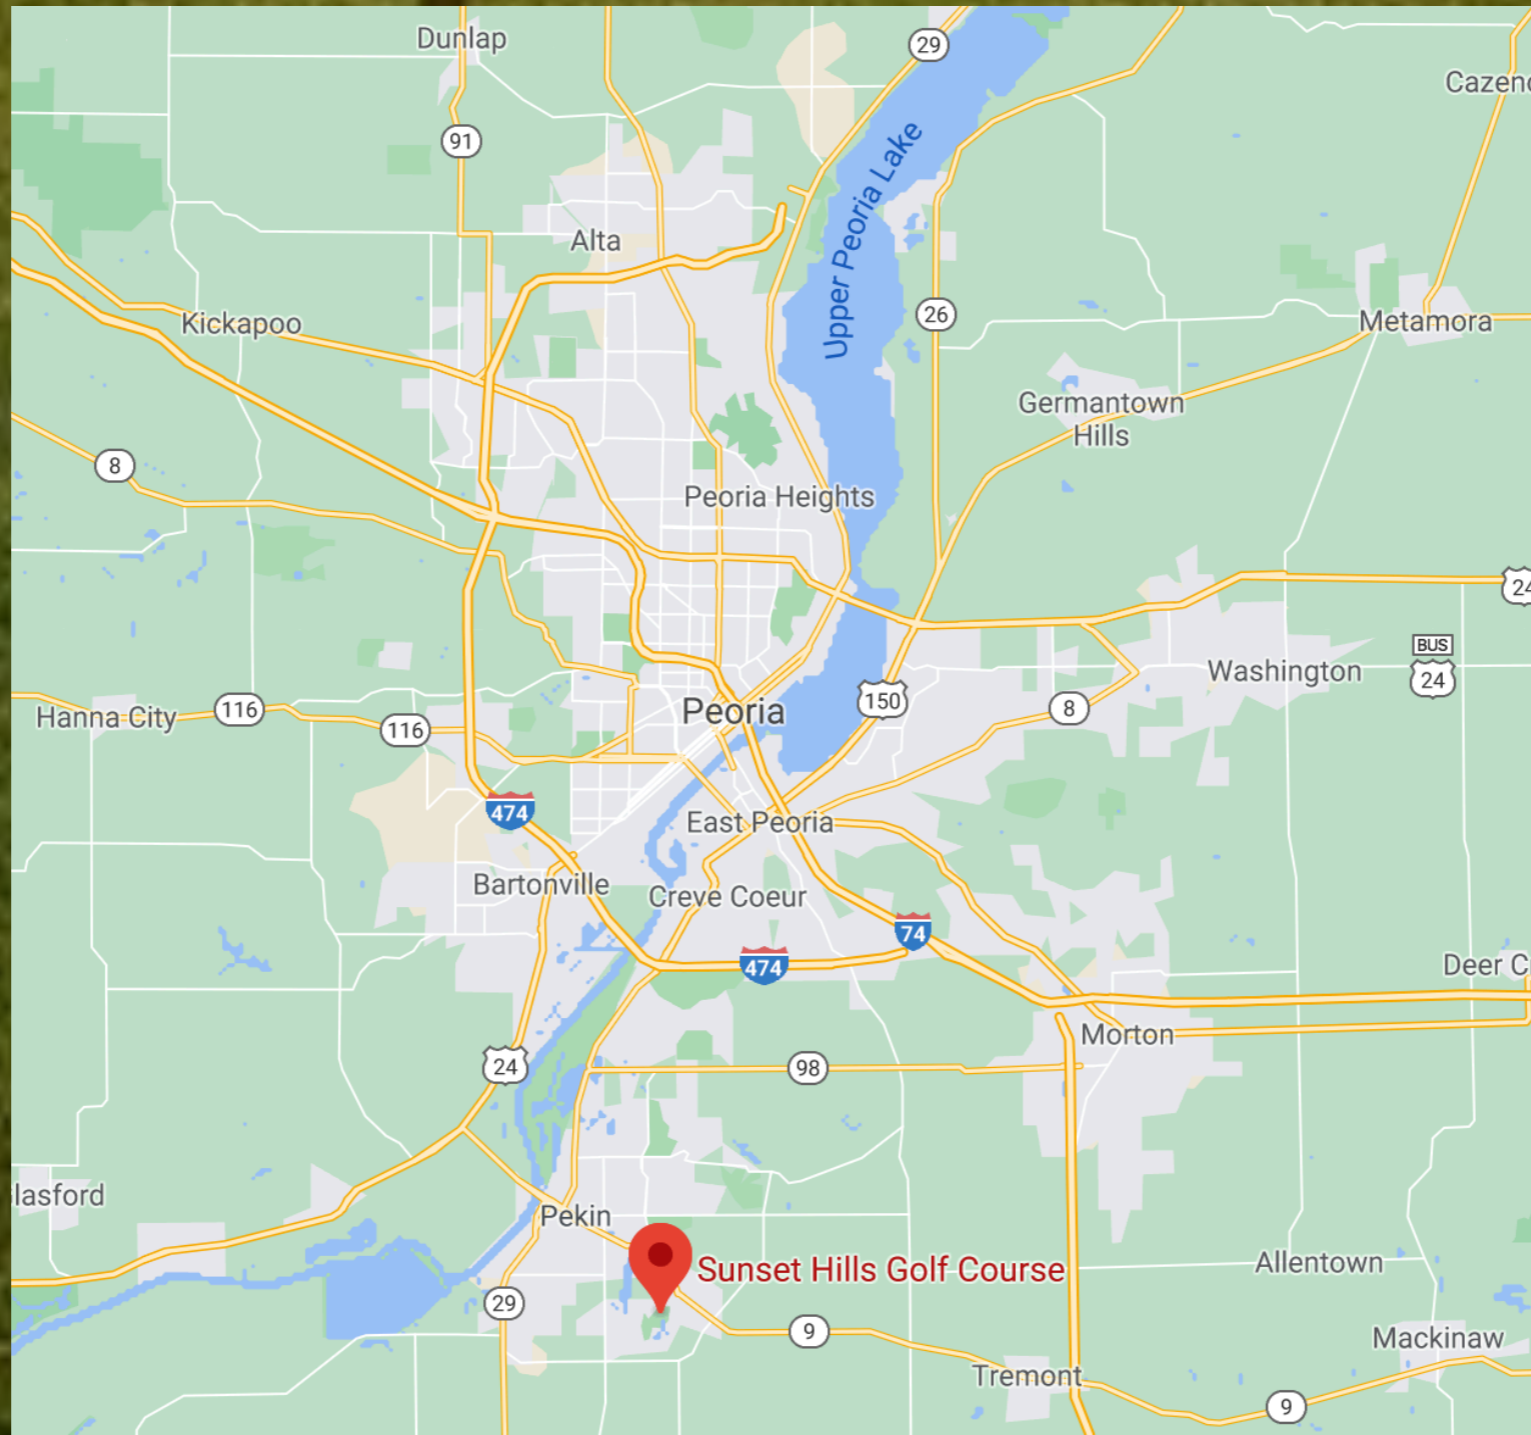 Dunlap
29
Cazeno
91
Upper Peoria Lake
Alta
26
Kickapoo
Metamora
Germantown
Hills
8
Peoria Heights
24
BUS
24
Washington
150
8
Hanna City
116
116
Peoria
474
East Peoria
Bartonville
Creve Coeur
74
474
Deer C
Morton
24
98
lasford
Pekin
Sunset Hills Golf Course
Allentown
29
9
Mackinaw
Tremont
9